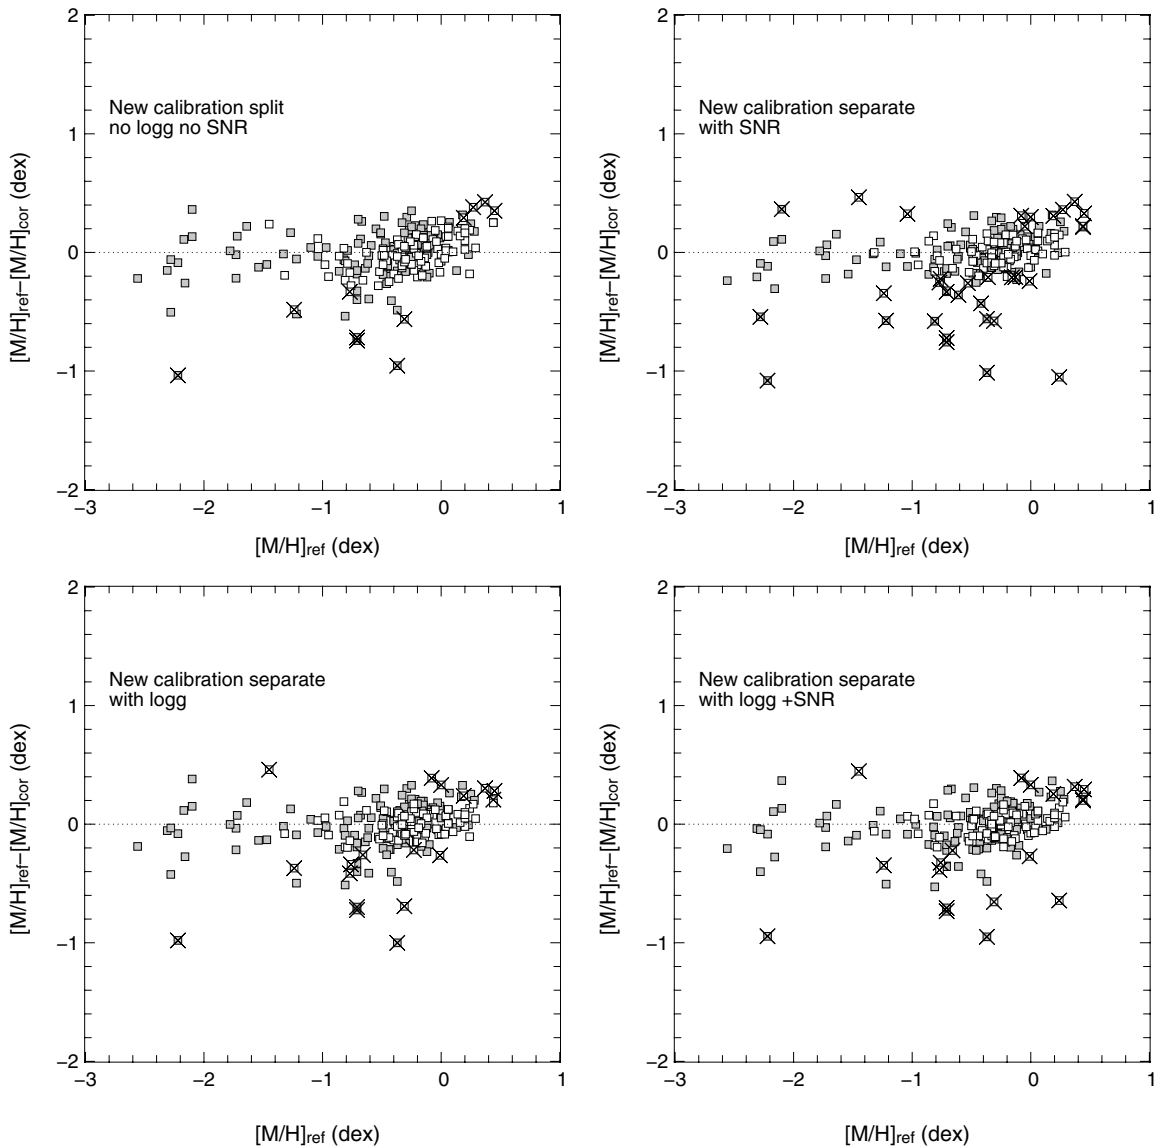 2
1
0
−1
−2
−3
−2
−1
0
1
New calibration split
no logg no SNR
[M/H]ref−[M/H]cor (dex)
[M/H]ref (dex)
2
1
0
−1
−2
−3
−2
−1
0
1
New calibration separate
with SNR
[M/H]ref−[M/H]cor (dex)
[M/H]ref (dex)
2
1
0
−1
−2
−3
−2
−1
0
1
New calibration separate
with logg
[M/H]ref−[M/H]cor (dex)
[M/H]ref (dex)
2
1
0
−1
−2
−3
−2
−1
0
1
New calibration separate
with logg +SNR
[M/H]ref−[M/H]cor (dex)
[M/H]ref (dex)